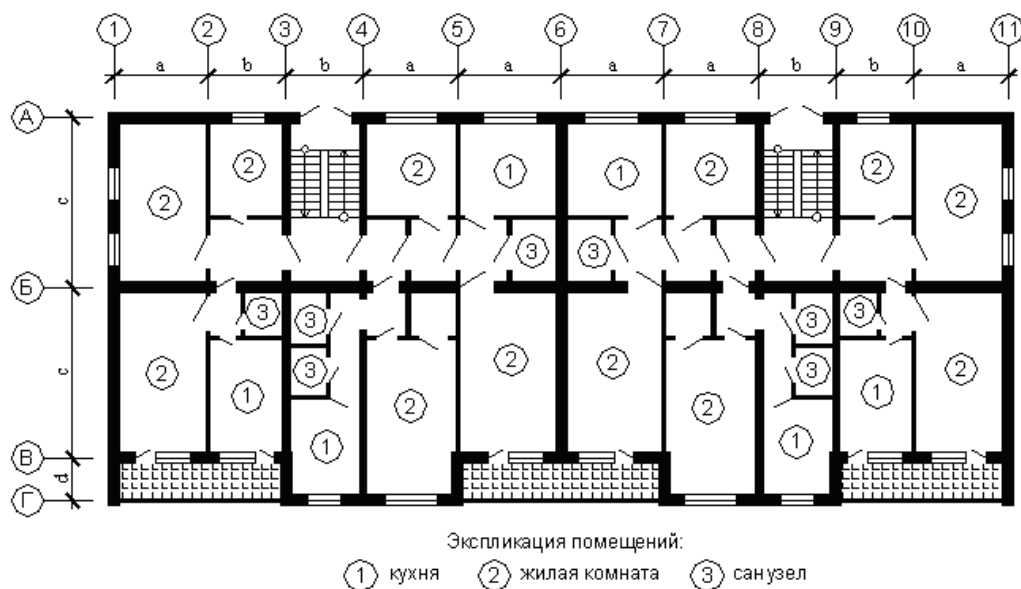 1 2 3 4 5 6 7 8 9 10 11
a b b a a a a b b a
А
2 2 1 1 2 2
c 2 2
3 3
Б
3 3 3 3
c 2 3 2 2 3 2
1 2 2 1
1 1
В
d
Г
Экспликация помещений:
1 кухня 2 жилая комната 3 санузел